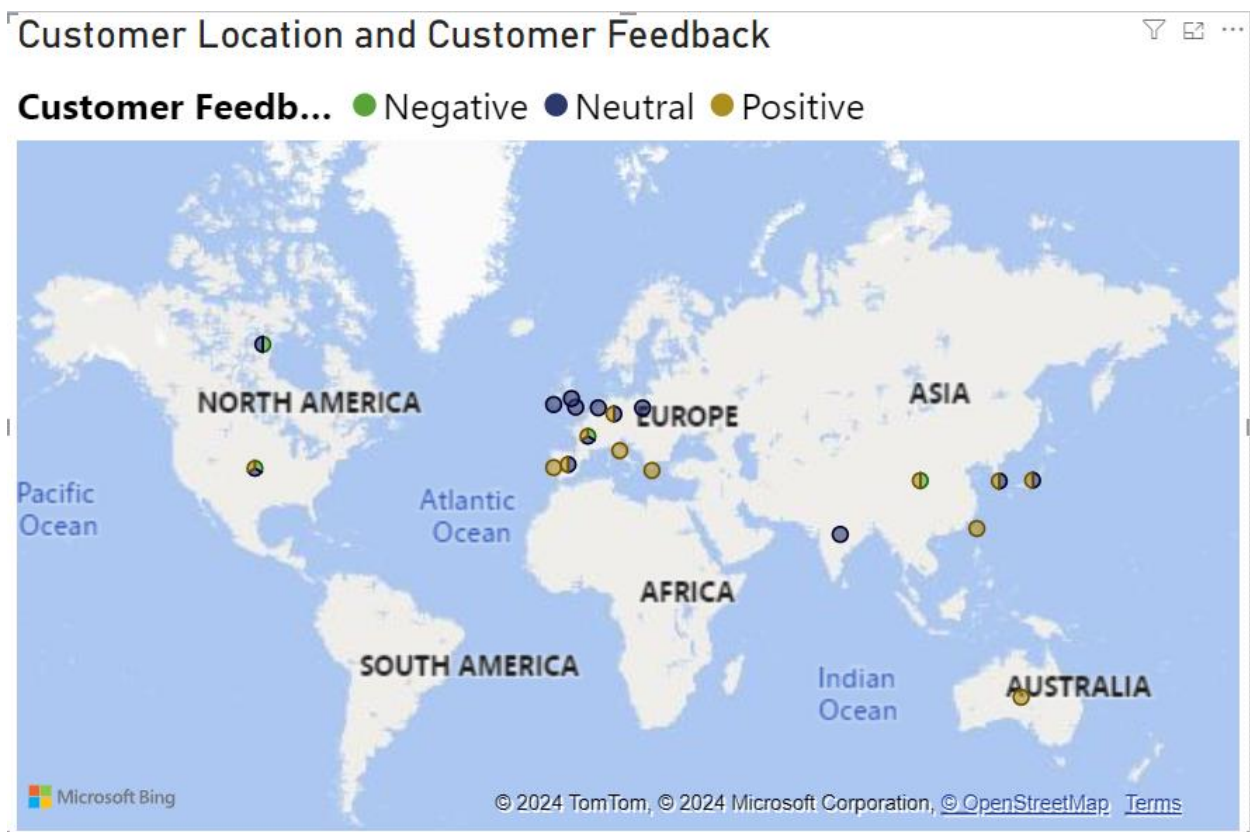 Customer Location and Customer Feedback
Customer Feedb... Negative Neutral Positive
ASIA
NORTH AMERICA
EUROPE
Pacific
Ocean
Atlantic
Ocean
AFRICA
SOUTH AMERICA
Indian
Ocean
AUSTRALIA
Microsoft Bing
© 2024 TomTom, © 2024 Microsoft Corporation, © OpenStreetMap Terms